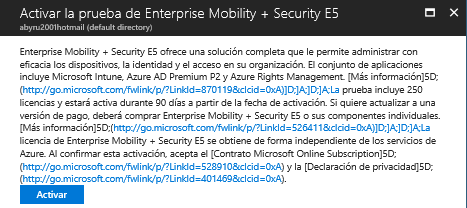 Activar la prueba de Enterprise Mobility + Security E5
abyru2001hotmail (default directory)
Enterprise Mobility + Security E5 ofrece una solución completa que le permite administrar con
eficacia los dispositivos, la identidad y el acceso en su organización. El conjunto de aplicaciones
incluye Microsoft Intune, Azure AD Premium P2 y Azure Rights Management. [Más información]5D;
(http://go.microsoft.com/fwlink/p/?LinkId=870119&clcid=0xA)]D;]A;]D;]A;La prueba incluye 250
licencias y estará activa durante 90 días a partir de la fecha de activación. Si quiere actualizar a una
versión de pago, deberá comprar Enterprise Mobility + Security E5 o sus componentes individuales.
[Más información]5D;(http://go.microsoft.com/fwlink/p/?LinkId=526411&clcid=0xA)]D;]A;]D;]A;La
licencia de Enterprise Mobility + Security E5 se obtiene de forma independiente de los servicios de
Azure. Al confirmar esta activación, acepta el [Contrato Microsoft Online Subscription]5D;
(http://go.microsoft.com/fwlink/p/?LinkId=528910&clcid=0xA) y la [Declaración de privacidad]5D;
(http://go.microsoft.com/fwlink/p/?LinkId=401469&clcid=0xA).
Activar